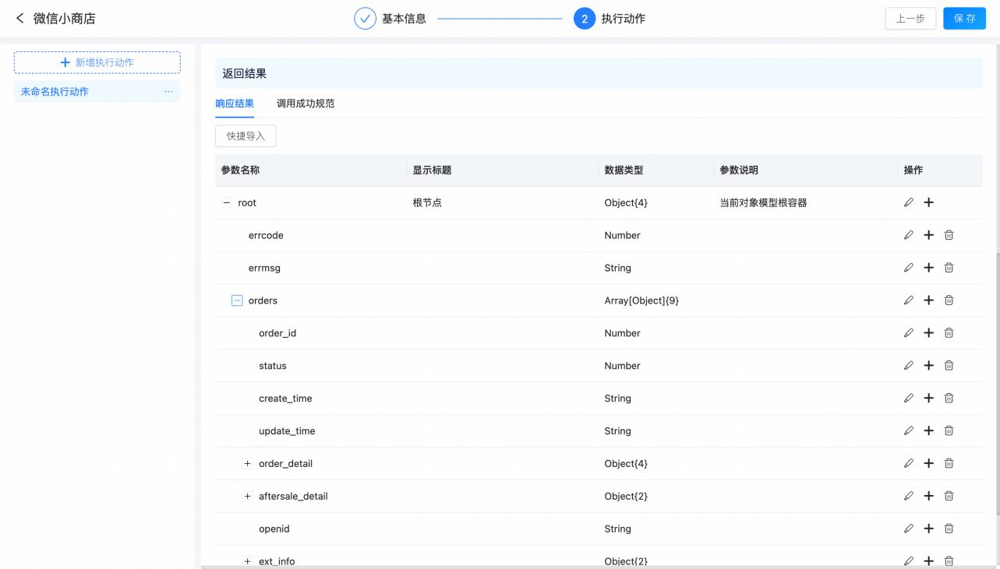 微信小商店 基本信息 2 执行动作 上一步 保存
新增执行动作
未命名执行动作 ···
返回结果
响应结果 调用成功规范
快捷导入
参数名称 显示标题 数据类型 参数说明 操作
root 根节点 Object{4} 当前对象模型根容器
errcode Number
errmsg String
orders Array[Object]{9}
order_id Number
status Number
create_time String
update_time String
order_detail Object{4}
aftersale_detail Object{2}
openid String
ext_info Object{2}